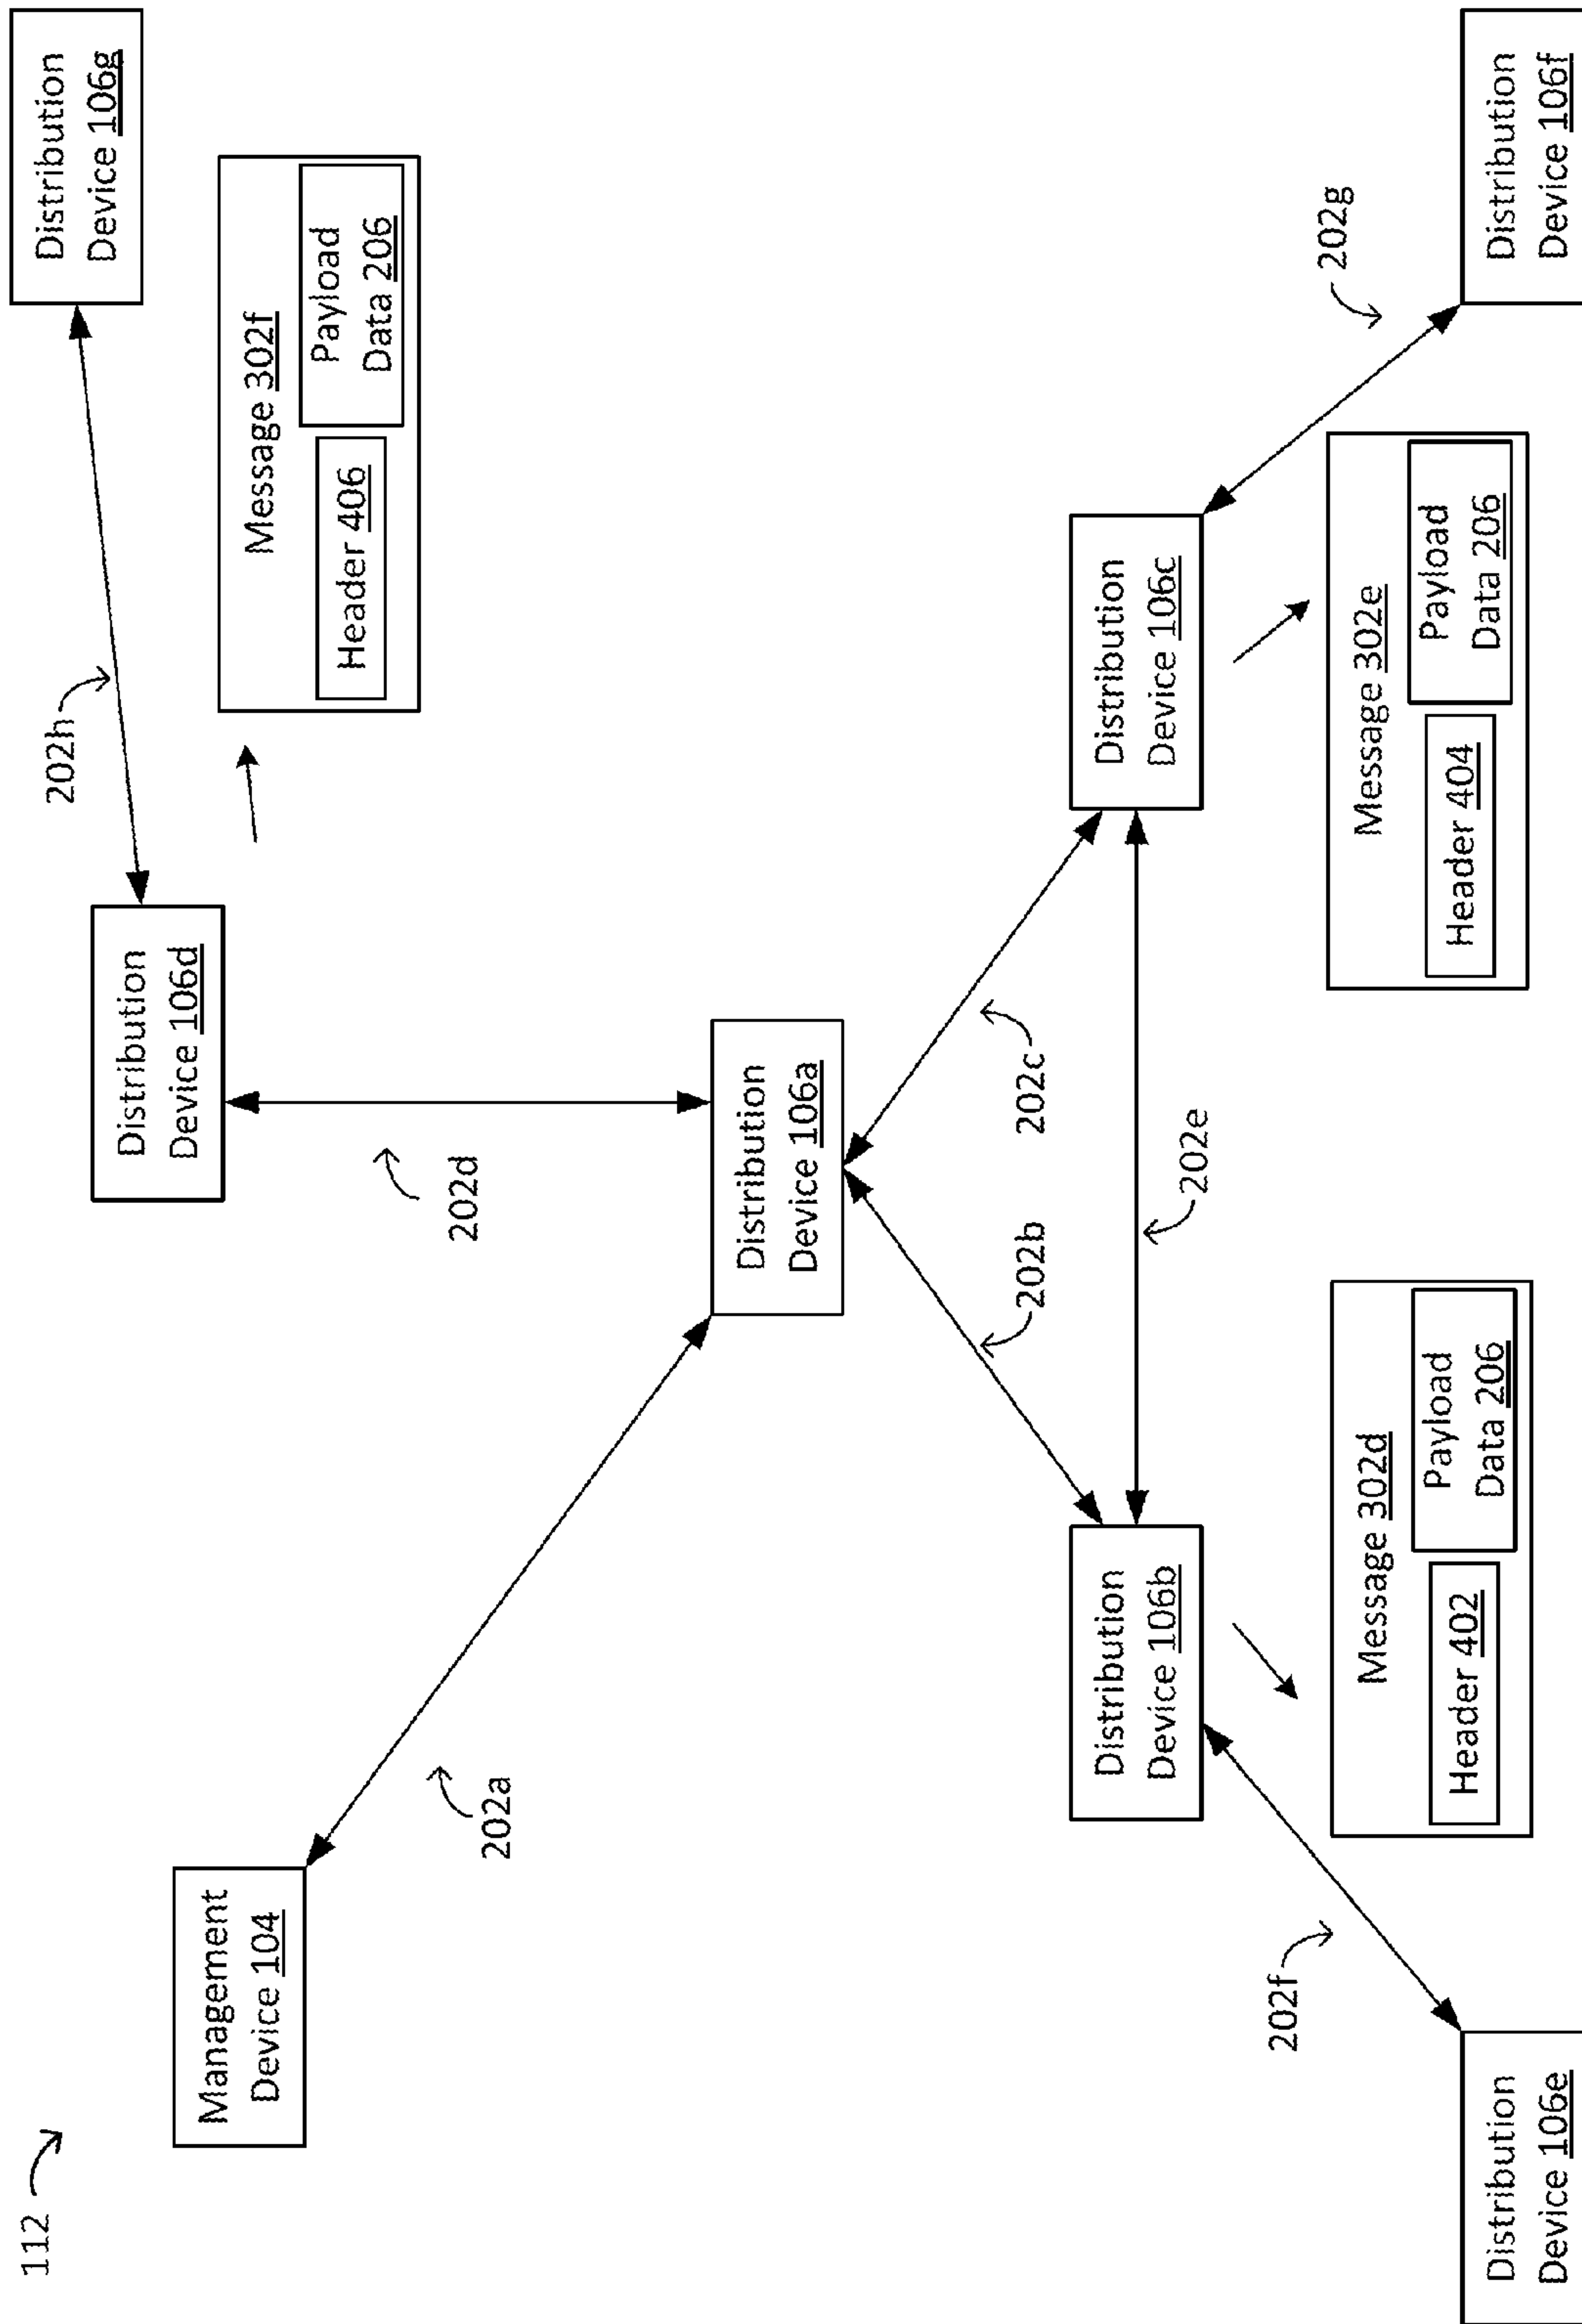 112
Management
Device 104
202a
Distribution
Device 106d
202h
Distribution
Device 106g
Message 302f
Header 406
Payload
Data 206
202d
Distribution
Device 106a
202b
202c
Distribution
Device 106b
202e
Distribution
Device 106c
202f
202g
Message 302d
Header 402
Payload
Data 206
Message 302e
Header 404
Payload
Data 206
Distribution
Device 106e
Distribution
Device 106f